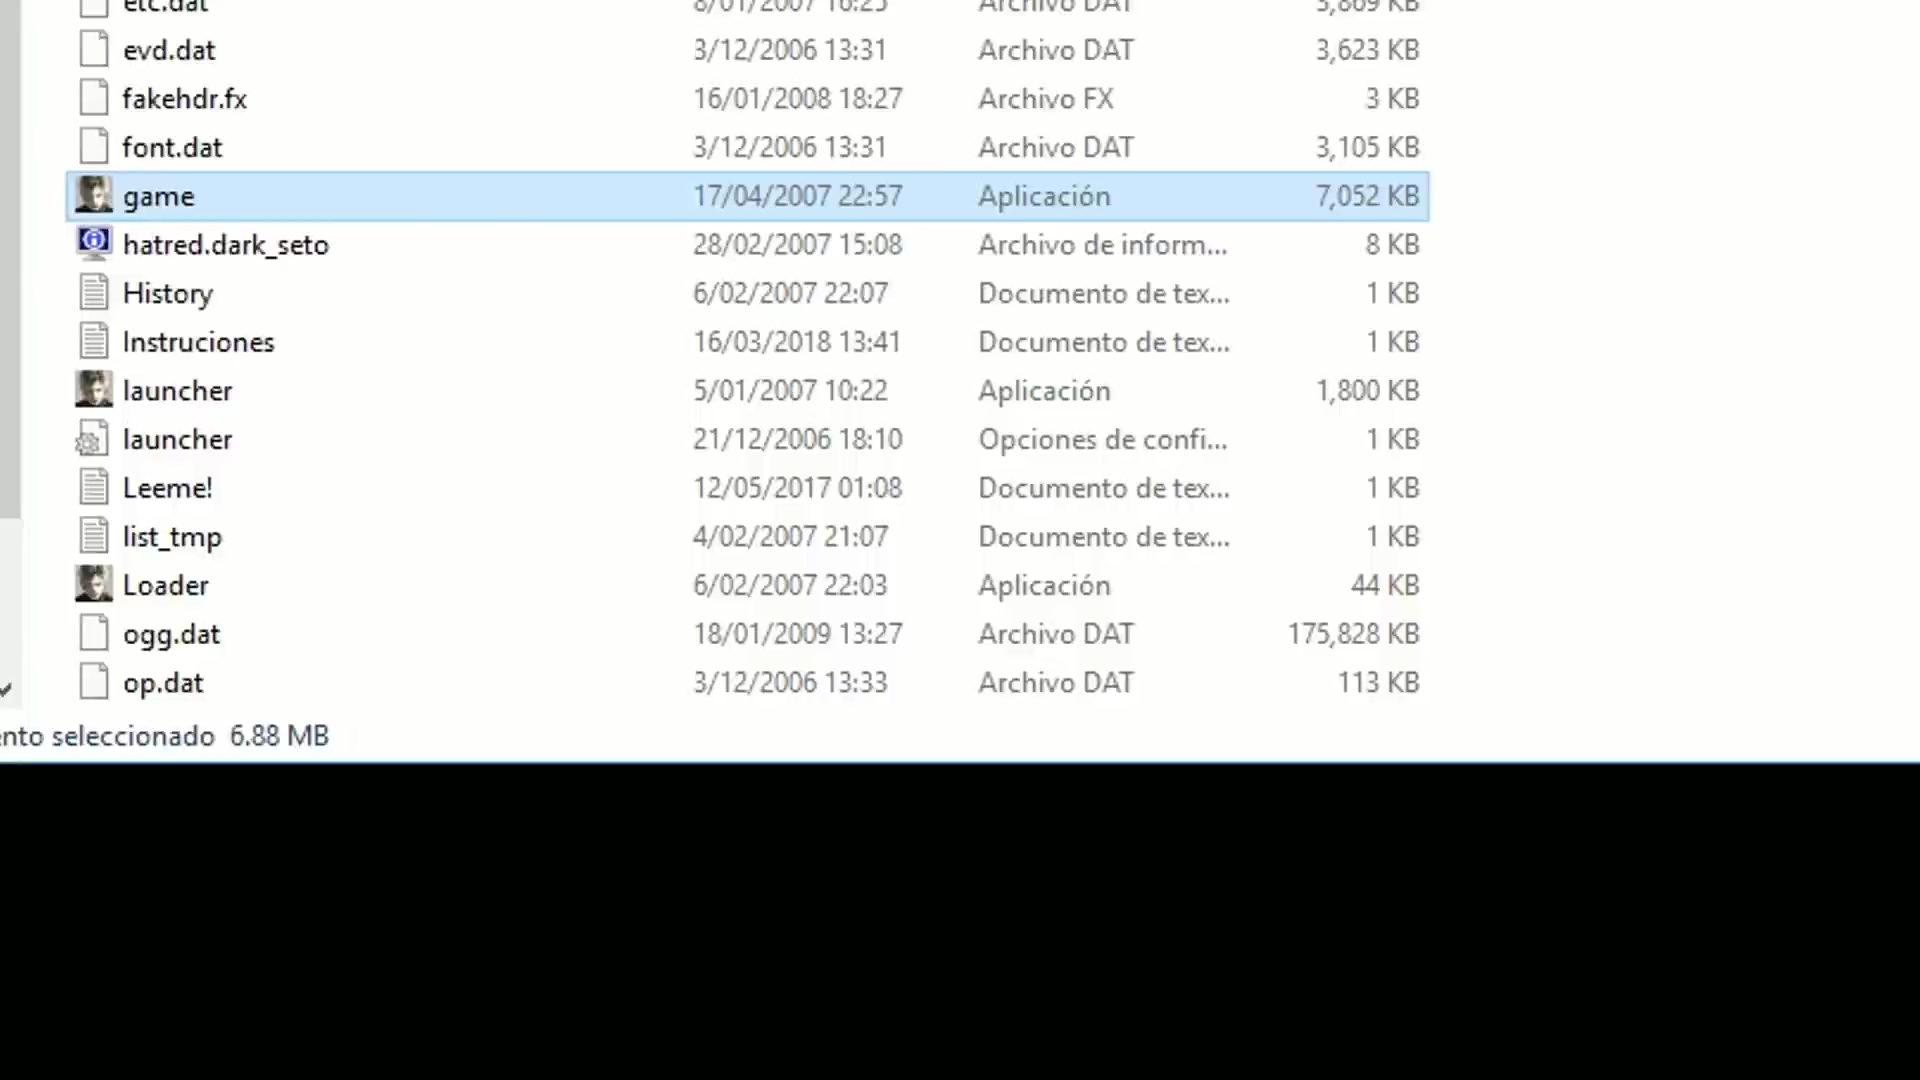 etc.dat 8/01/2007 16:25 Archivo DAT 3,869 KB
evd.dat 3/12/2006 13:31 Archivo DAT 3,623 KB
fakehdr.fx 16/01/2008 18:27 Archivo FX 3 KB
font.dat 3/12/2006 13:31 Archivo DAT 3,105 KB
game 17/04/2007 22:57 Aplicación 7,052 KB
hatred.dark_seto 28/02/2007 15:08 Archivo de inform... 8 KB
History 6/02/2007 22:07 Documento de tex... 1 KB
Instruciones 16/03/2018 13:41 Documento de tex... 1 KB
launcher 5/01/2007 10:22 Aplicación 1,800 KB
launcher 21/12/2006 18:10 Opciones de confi... 1 KB
Leeme! 12/05/2017 01:08 Documento de tex... 1 KB
list_tmp 4/02/2007 21:07 Documento de tex... 1 KB
Loader 6/02/2007 22:03 Aplicación 44 KB
ogg.dat 18/01/2009 13:27 Archivo DAT 175,828 KB
op.dat 3/12/2006 13:33 Archivo DAT 113 KB
ento seleccionado 6.88 MB